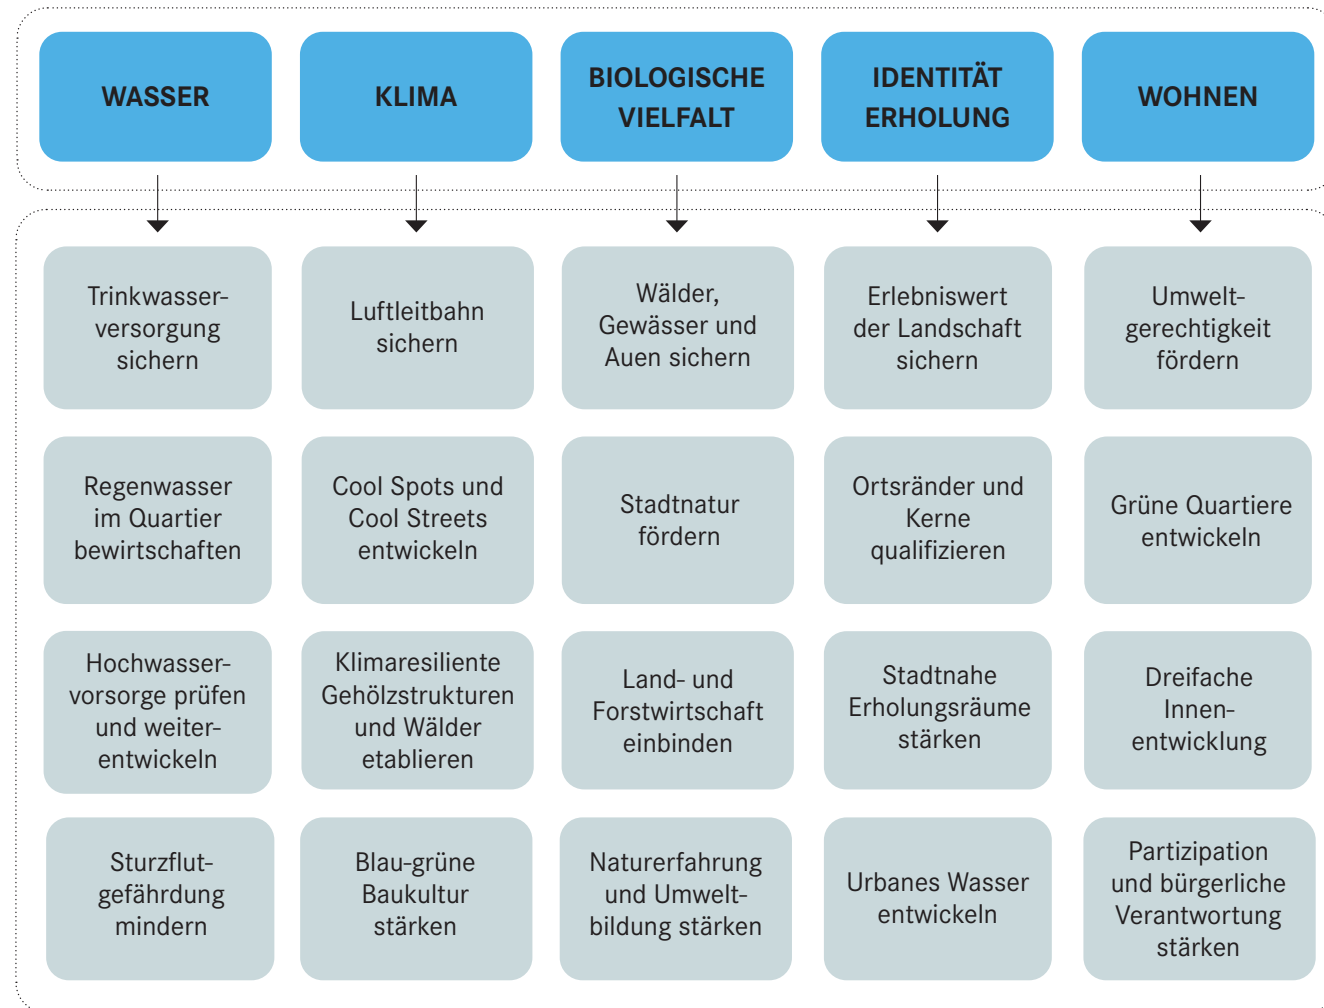 WASSER
KLIMA
BIOLOGISCHE
VIELFALT
IDENTITÄT
ERHOLUNG
WOHNEN
Trinkwasser-
versorgung
sichern
Luftleitbahn
sichern
Wälder,
Gewässer und
Auen sichern
Erlebniswert
der Landschaft
sichern
Umwelt-
gerechtigkeit
fördern
Regenwasser
im Quartier
bewirtschaften
Cool Spots und
Cool Streets
entwickeln
Stadtnatur
fördern
Ortsränder und
Kerne
qualifizieren
Grüne Quartiere
entwickeln
Hochwasser-
vorsorge prüfen
und weiter-
entwickeln
Klimaresiliente
Gehölzstrukturen
und Wälder
etablieren
Land- und
Forstwirtschaft
einbinden
Stadtnahe
Erholungsräume
stärken
Dreifache
Innen-
entwicklung
Sturzflut-
gefährdung
mindern
Blau-grüne
Baukultur
stärken
Naturerfahrung
und Umwelt-
bildung stärken
Urbanes Wasser
entwickeln
Partizipation
und bürgerliche
Verantwortung
stärken